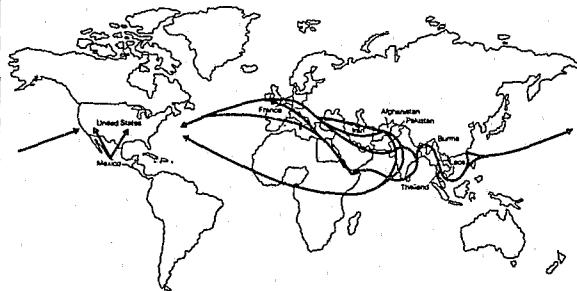 United States
Mexico
France
Iran
Afghanistan
Pakistan
Burma
Laos
Thailand